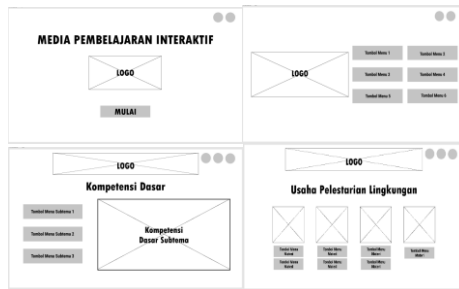 MEDIA PEMBELAJARAN INTERAKTIF
LOGO
MULAI
LOGO
Tombol Menu 1
Tombol Menu 2
Tombol Menu 3
Tombol Menu 4
Tombol Menu 5
Tombol Menu 6
LOGO
Kompetensi Dasar
Tombol Menu Subtema 1
Tombol Menu Subtema 2
Tombol Menu Subtema 3
Kompetensi
Dasar Subtema
LOGO
Usaha Pelestarian Lingkungan